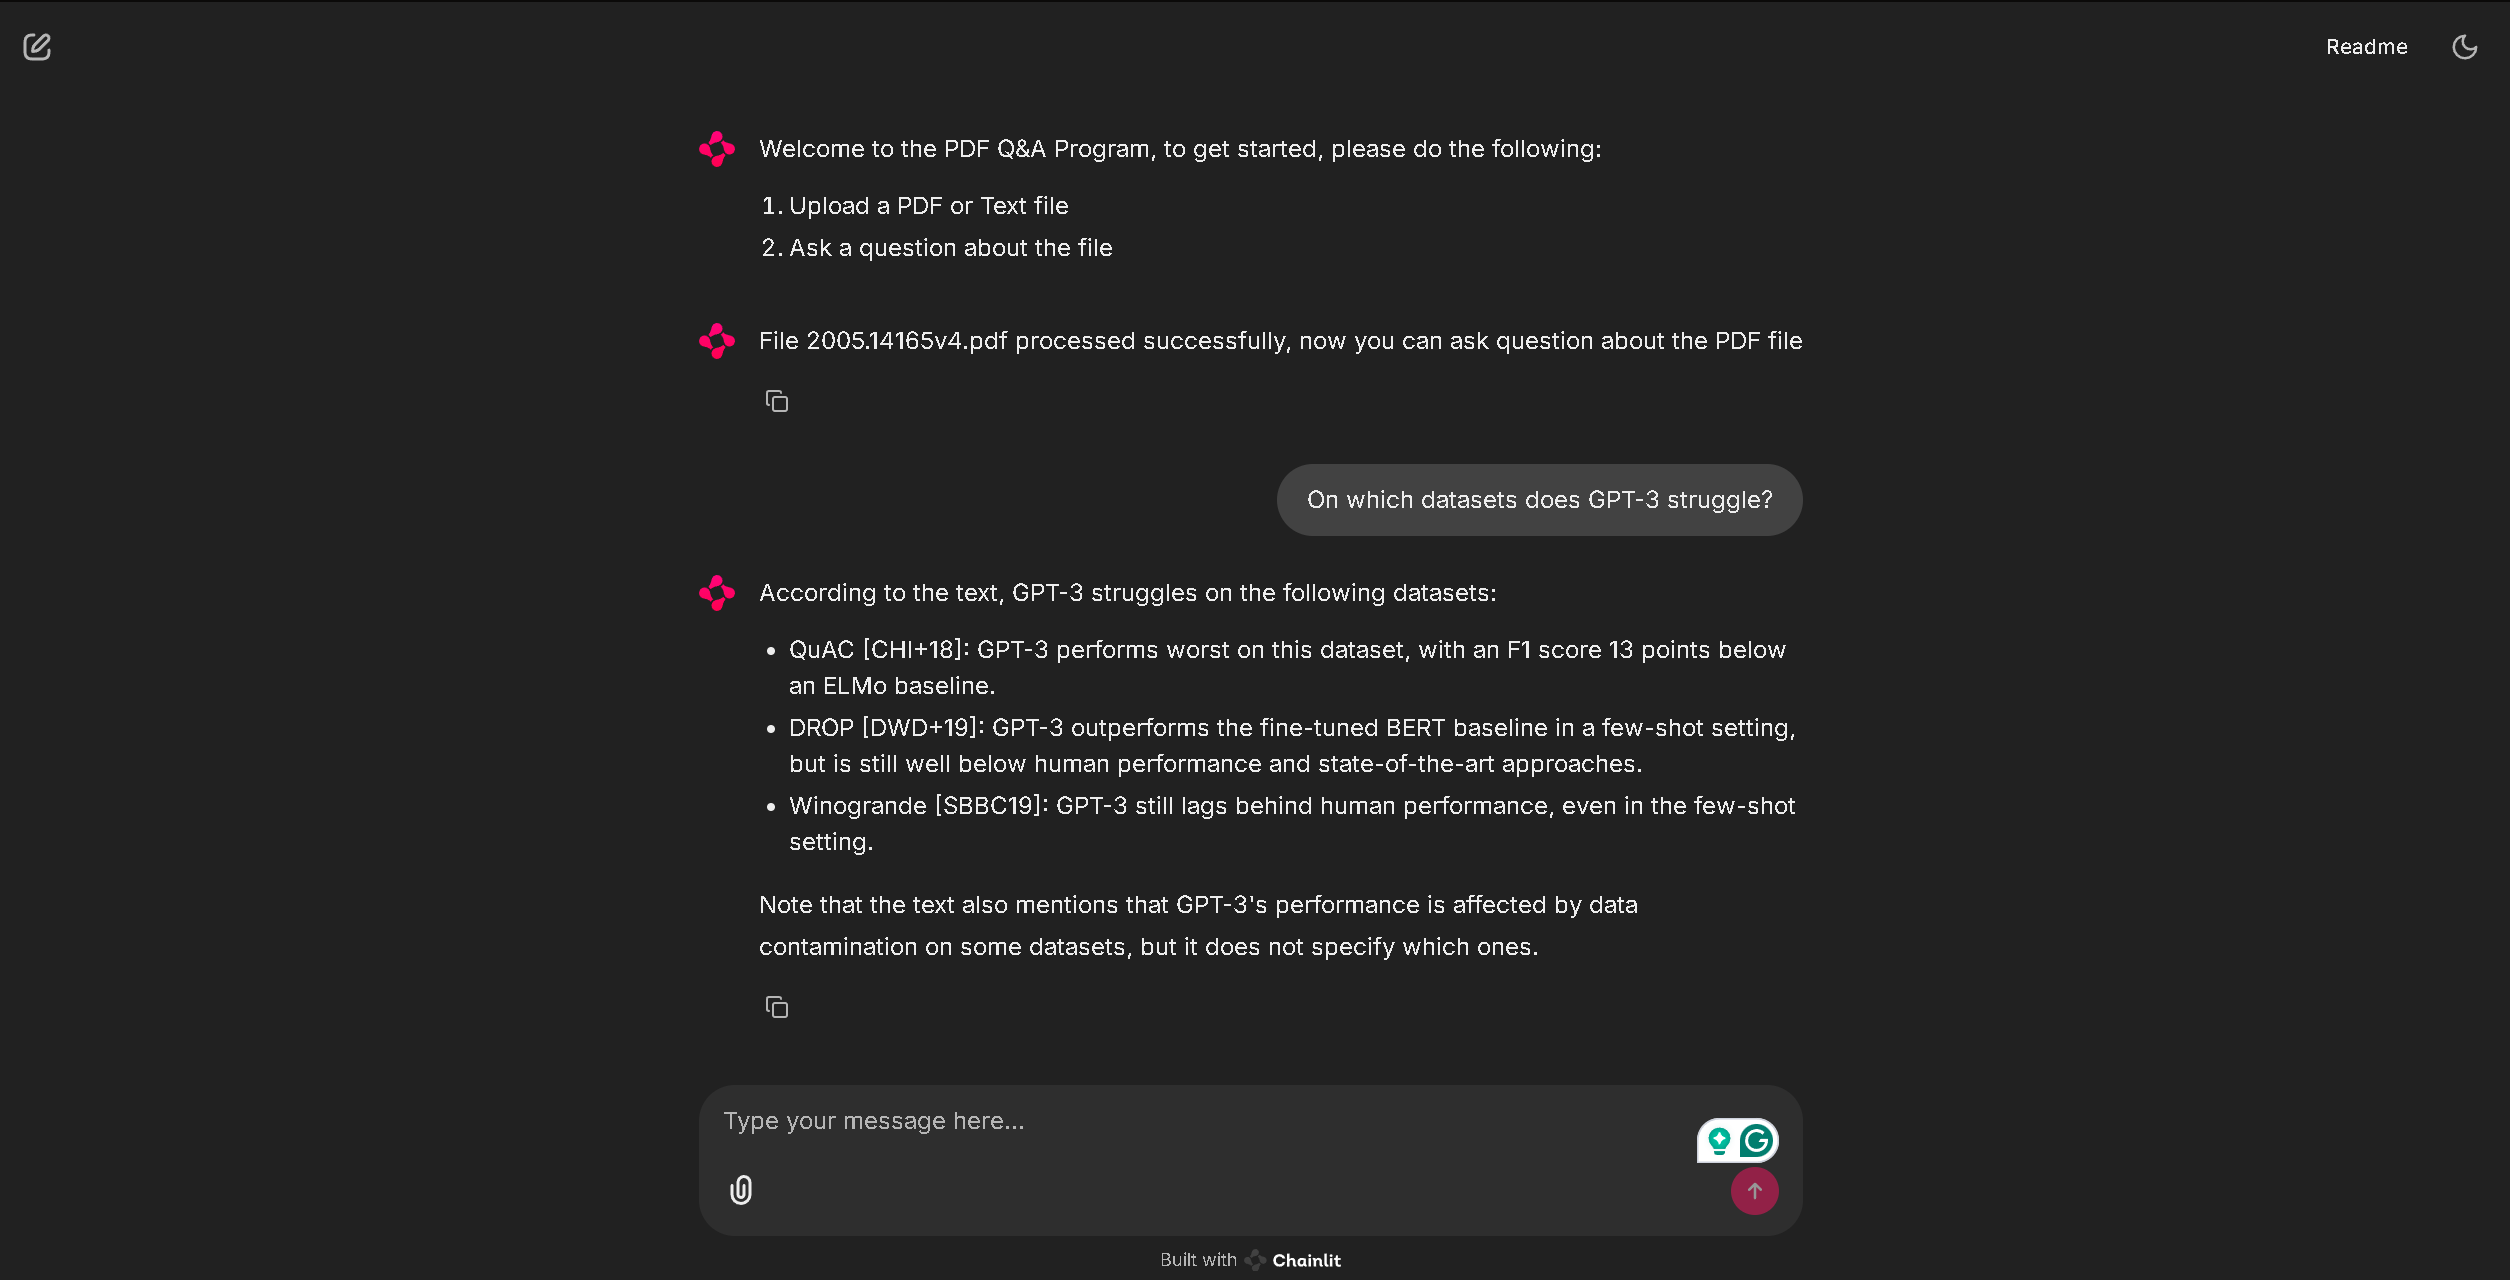 Readme
Welcome to the PDF Q&A Program, to get started, please do the following:
1. Upload a PDF or Text file
2. Ask a question about the file
File 2005.14165v4.pdf processed successfully, now you can ask question about the PDF file
On which datasets does GPT-3 struggle?
According to the text, GPT-3 struggles on the following datasets:
• QuAC [CHI+18]: GPT-3 performs worst on this dataset, with an F1 score 13 points below
an ELMo baseline.
• DROP [DWD+19]: GPT-3 outperforms the fine-tuned BERT baseline in a few-shot setting,
but is still well below human performance and state-of-the-art approaches.
• Winogrande [SBBC19]: GPT-3 still lags behind human performance, even in the few-shot
setting.
Note that the text also mentions that GPT-3's performance is affected by data
contamination on some datasets, but it does not specify which ones.
Type your message here...
Built with Chainlit